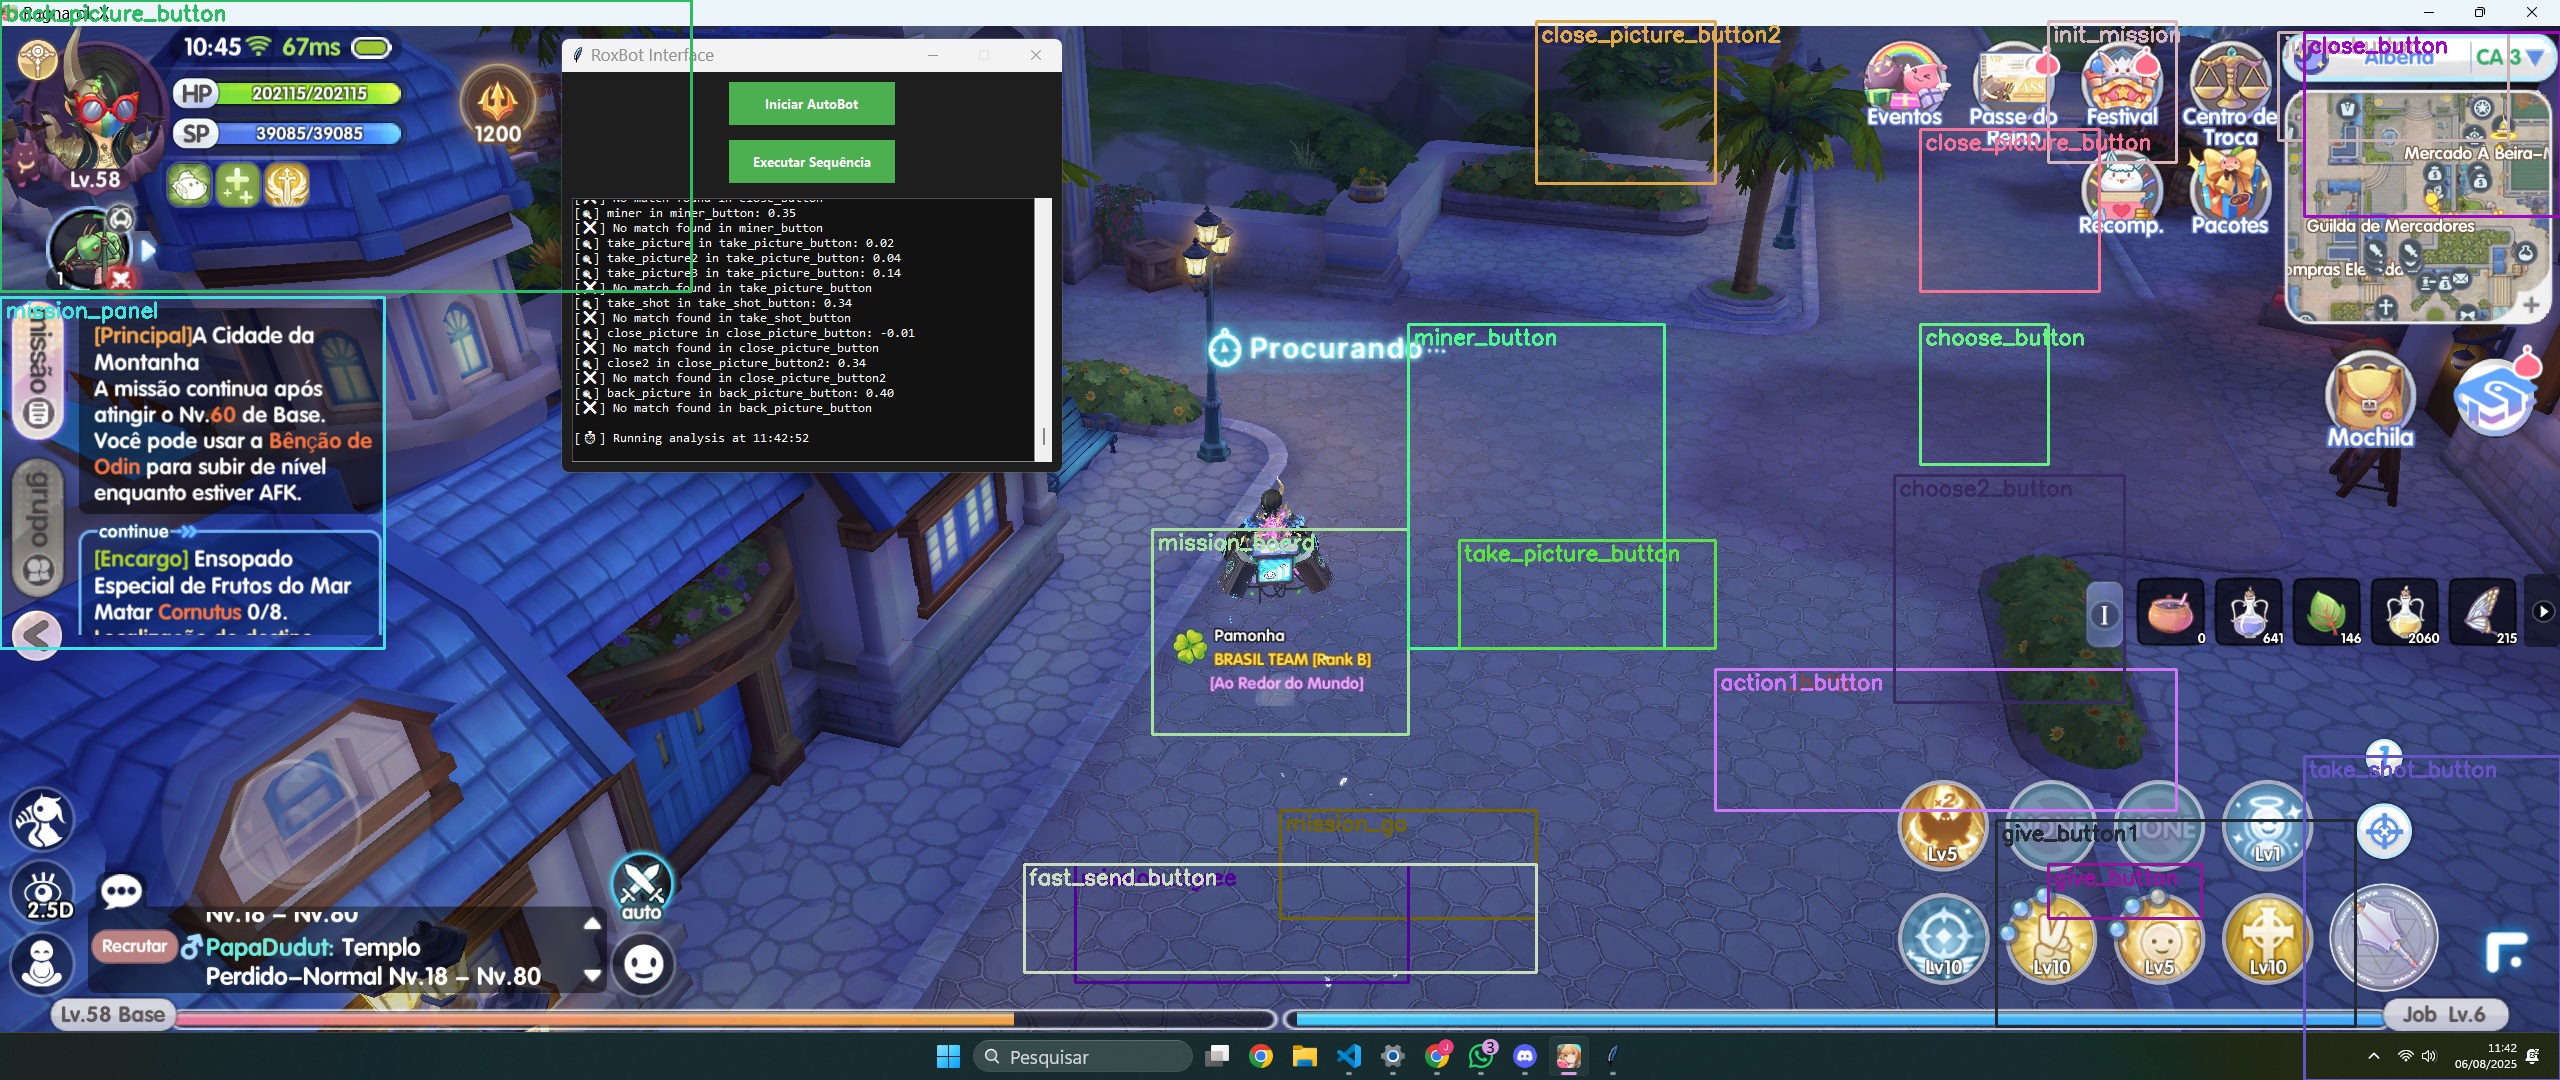 Ragnarok X
back_picture_button
10:45 67ms
HP 202115/202115
SP 39085/39085
1200
Lv.58
1
RoxBot Interface
Iniciar AutoBot
Executar Sequência
[🔍] miner in miner_button: 0.35
[❌] No match found in miner_button
[🔍] take_picture in take_picture_button: 0.02
[🔍] take_picture2 in take_picture_button: 0.04
[🔍] take_picture3 in take_picture_button: 0.14
[❌] No match found in take_picture_button
[🔍] take_shot in take_shot_button: 0.34
[❌] No match found in take_shot_button
[🔍] close_picture in close_picture_button: -0.01
[❌] No match found in close_picture_button
[🔍] close2 in close_picture_button2: 0.34
[❌] No match found in close_picture_button2
[🔍] back_picture in back_picture_button: 0.40
[❌] No match found in back_picture_button
[⏱] Running analysis at 11:42:52
close_picture_button2
init_mission
close_button
Alberta
CA 3
Eventos
Passe do Reino
Festival
Centro de Troca
close_picture_button
Recomp.
Pacotes
Mercado A Beira-M
Guilda de Mercadores
mission_panel
missão
grupo
[Principal]A Cidade da
Montanha
A missão continua após
atingir o Nv.60 de Base.
Você pode usar a Bênção de
Odin para subir de nível
enquanto estiver AFK.
continue
[Encargo] Ensopado
Especial de Frutos do Mar
Matar Cornutus 0/8.
Procurando...
miner_button
choose_button
Mochila
choose2_button
mission_board
take_picture_button
Pamonha
BRASIL TEAM [Rank B]
[Ao Redor do Mundo]
I
0
641
146
2060
215
action1_button
take_shot_button
mission_go
fast_send_button
give_button1
give_button
Lv5
Lv1
Lv10
Lv10
Lv5
Lv10
2.5D
auto
Nv.18 – Nv.80
Recrutar
PapaDudut: Templo
Perdido-Normal Nv.18 – Nv.80
Lv.58 Base
Job Lv.6
Pesquisar
J
3
11:42
06/08/2025